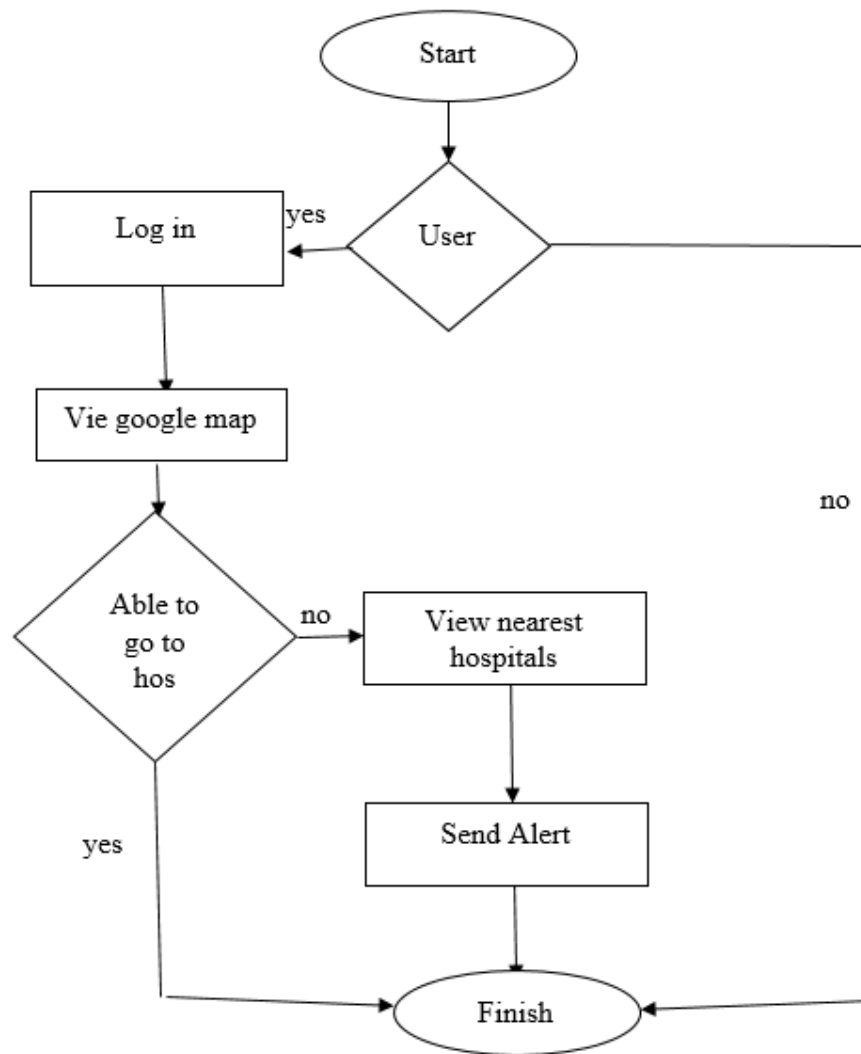 Start
User
yes
Log in
Vie google map
no
Able to
go to
hos
no
View nearest
hospitals
Send Alert
yes
Finish